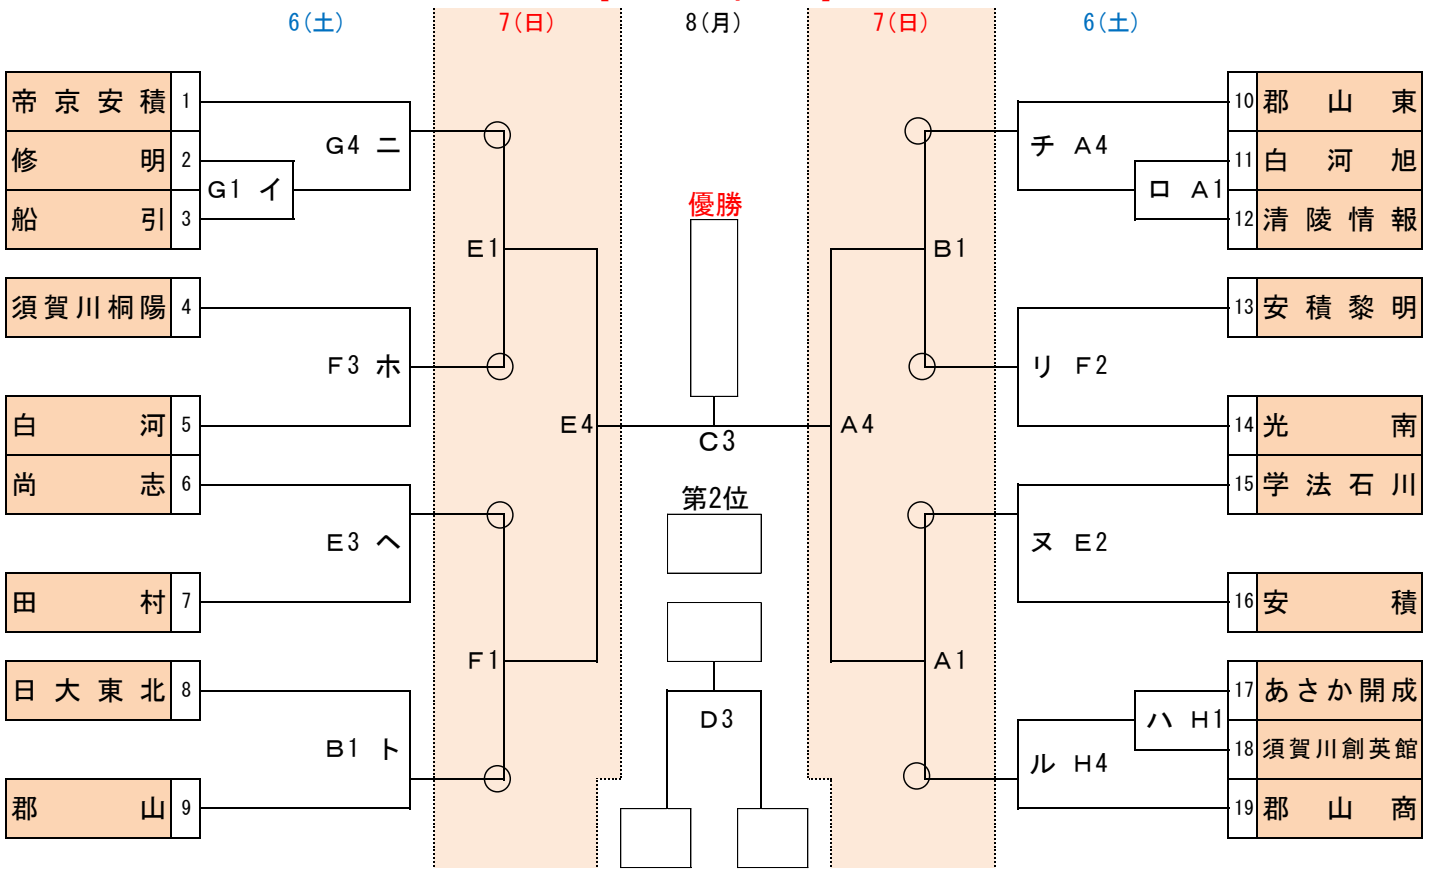 6(土) 7(日) 8(月) 7(日) 6(土)
帝京安積 1
修明 2
船引 3
G4 ニ
G1 イ
須賀川桐陽 4
F3 ホ
白河 5
尚志 6
E3 ヘ
田村 7
日大東北 8
B1 ト
郡山 9
E1
E4
F1
優勝
C3
第2位
D3
B1
A4
A1
10 郡山東
11 白河旭
12 清陵情報
チ A4
ロ A1
13 安積黎明
リ F2
14 光南
15 学法石川
ヌ E2
16 安積
17 あさか開成
18 須賀川創英館
19 郡山商
ハ H1
ル H4